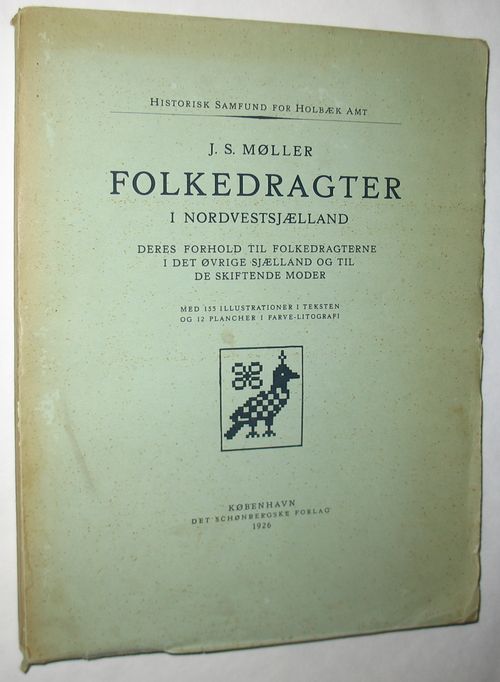 HISTORISK SAMFUND FOR HOLBÆK AMT
J. S. MØLLER
FOLKEDRAGTER
I NORDVESTSJÆLLAND
DERES FORHOLD TIL FOLKEDRAGTERNE
I DET ØVRIGE SJÆLLAND OG TIL
DE SKIFTENDE MODER
MED 155 ILLUSTRATIONER I TEKSTEN
OG 12 PLANCHER I FARVE-LITOGRAFI
KØBENHAVN
DET SCHØNBERGSKE FORLAG
1926